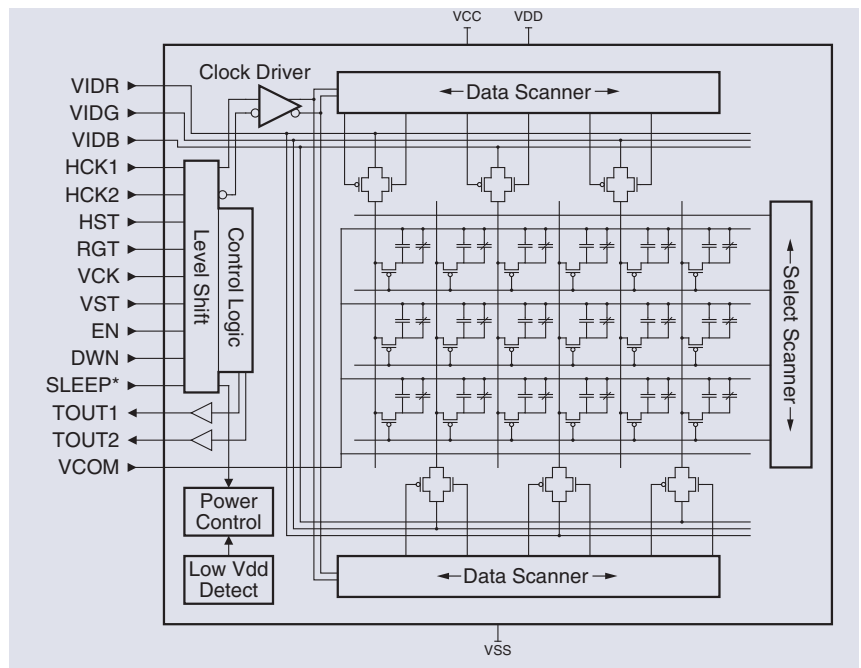 VCC
VDD
Clock Driver
Data Scanner
VIDR
VIDG
VIDB
HCK1
HCK2
HST
RGT
VCK
VST
EN
DWN
SLEEP*
TOUT1
TOUT2
VCOM
Level Shift
Control Logic
Select Scanner
Power
Control
Low Vdd
Detect
Data Scanner
VSS